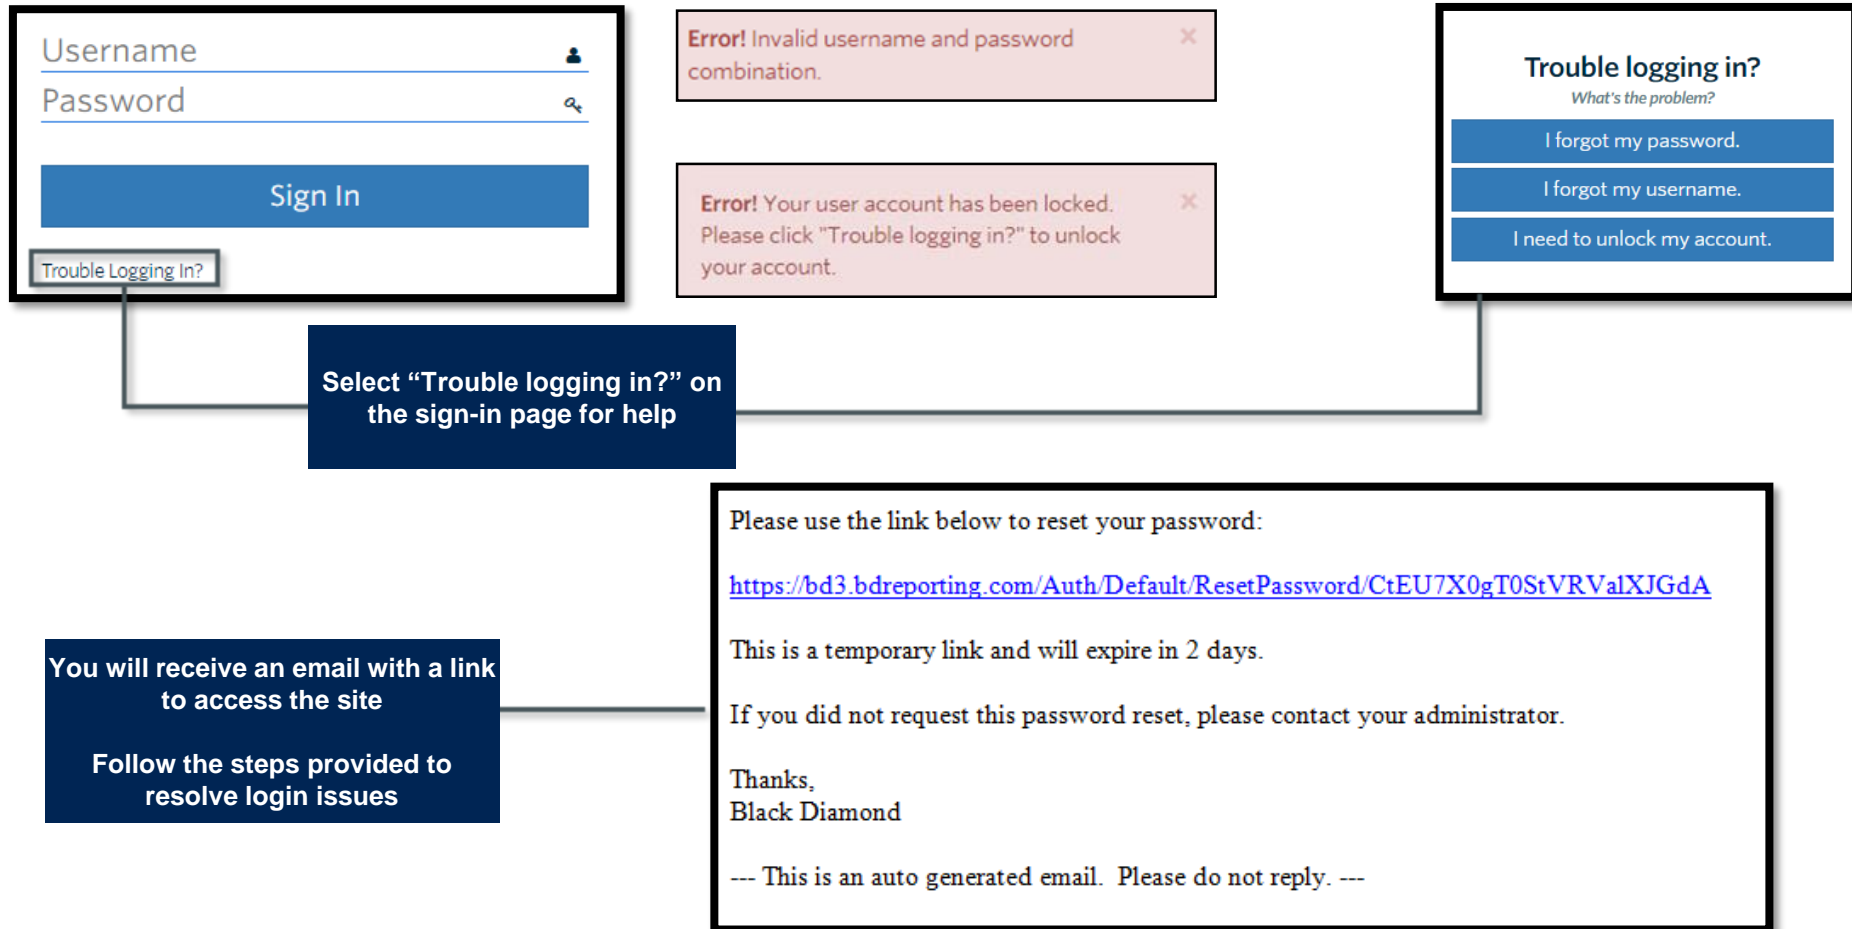 Username
Password
Sign In
Trouble Logging In?
Error! Invalid username and password
combination.
Error! Your user account has been locked.
Please click "Trouble logging in?" to unlock
your account.
Trouble logging in?
What's the problem?
I forgot my password.
I forgot my username.
I need to unlock my account.
Select “Trouble logging in?” on
the sign-in page for help
You will receive an email with a link
to access the site
Follow the steps provided to
resolve login issues
Please use the link below to reset your password:
https://bd3.bdreporting.com/Auth/Default/ResetPassword/CtEU7X0gT0StVRValXJGdA
This is a temporary link and will expire in 2 days.
If you did not request this password reset, please contact your administrator.
Thanks,
Black Diamond
--- This is an auto generated email.  Please do not reply. ---